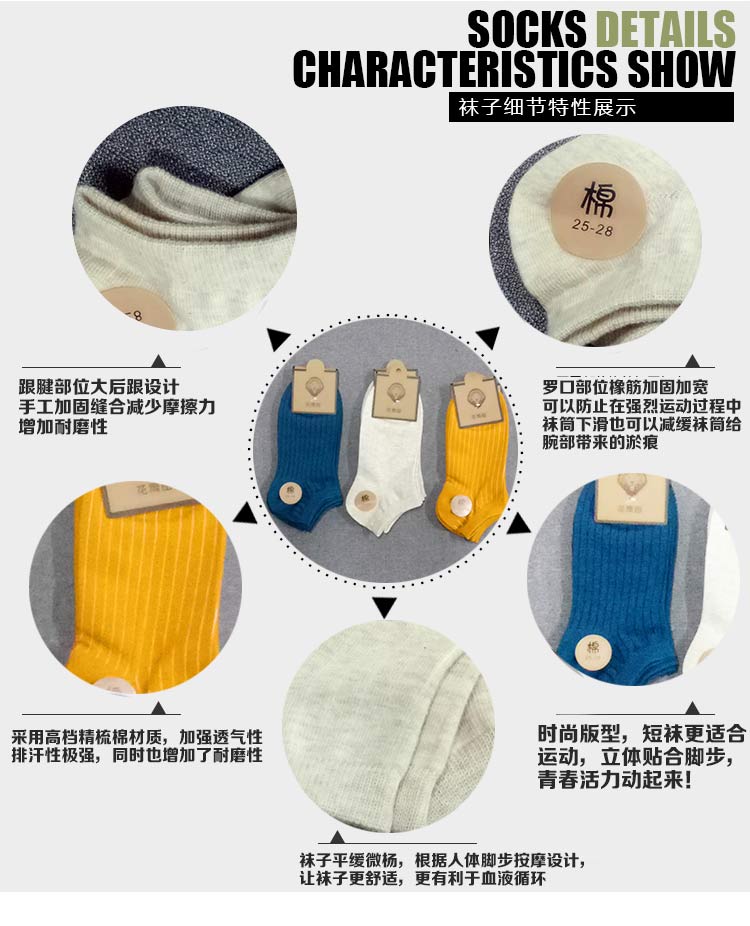 SOCKS DETAILS
CHARACTERISTICS SHOW
袜子细节特性展示
棉
25-28
跟腱部位大后跟设计
手工加固缝合减少摩擦力
增加耐磨性
罗口部位橡筋加固加宽
可以防止在强烈运动过程中
袜筒下滑也可以减缓袜筒给
腕部带来的淤痕
棉
棉
25-28
采用高档精梳棉材质，加强透气性
排汗性极强，同时也增加了耐磨性
时尚版型，短袜更适合
运动，立体贴合脚步，
青春活力动起来！
袜子平缓微杨，根据人体脚步按摩设计，
让袜子更舒适，更有利于血液循环